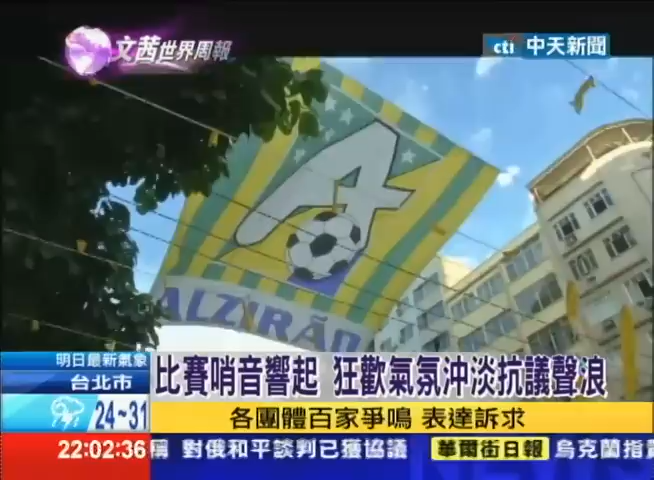 文茜世界周報
cti 中天新聞
A
ALZIRÃO
明日最新氣象
台北市
24~31
比賽哨音響起 狂歡氣氛沖淡抗議聲浪
各團體百家爭鳴 表達訴求
22:02:36
對俄和平談判已獲協議 華爾街日報 烏克蘭指
NEWS